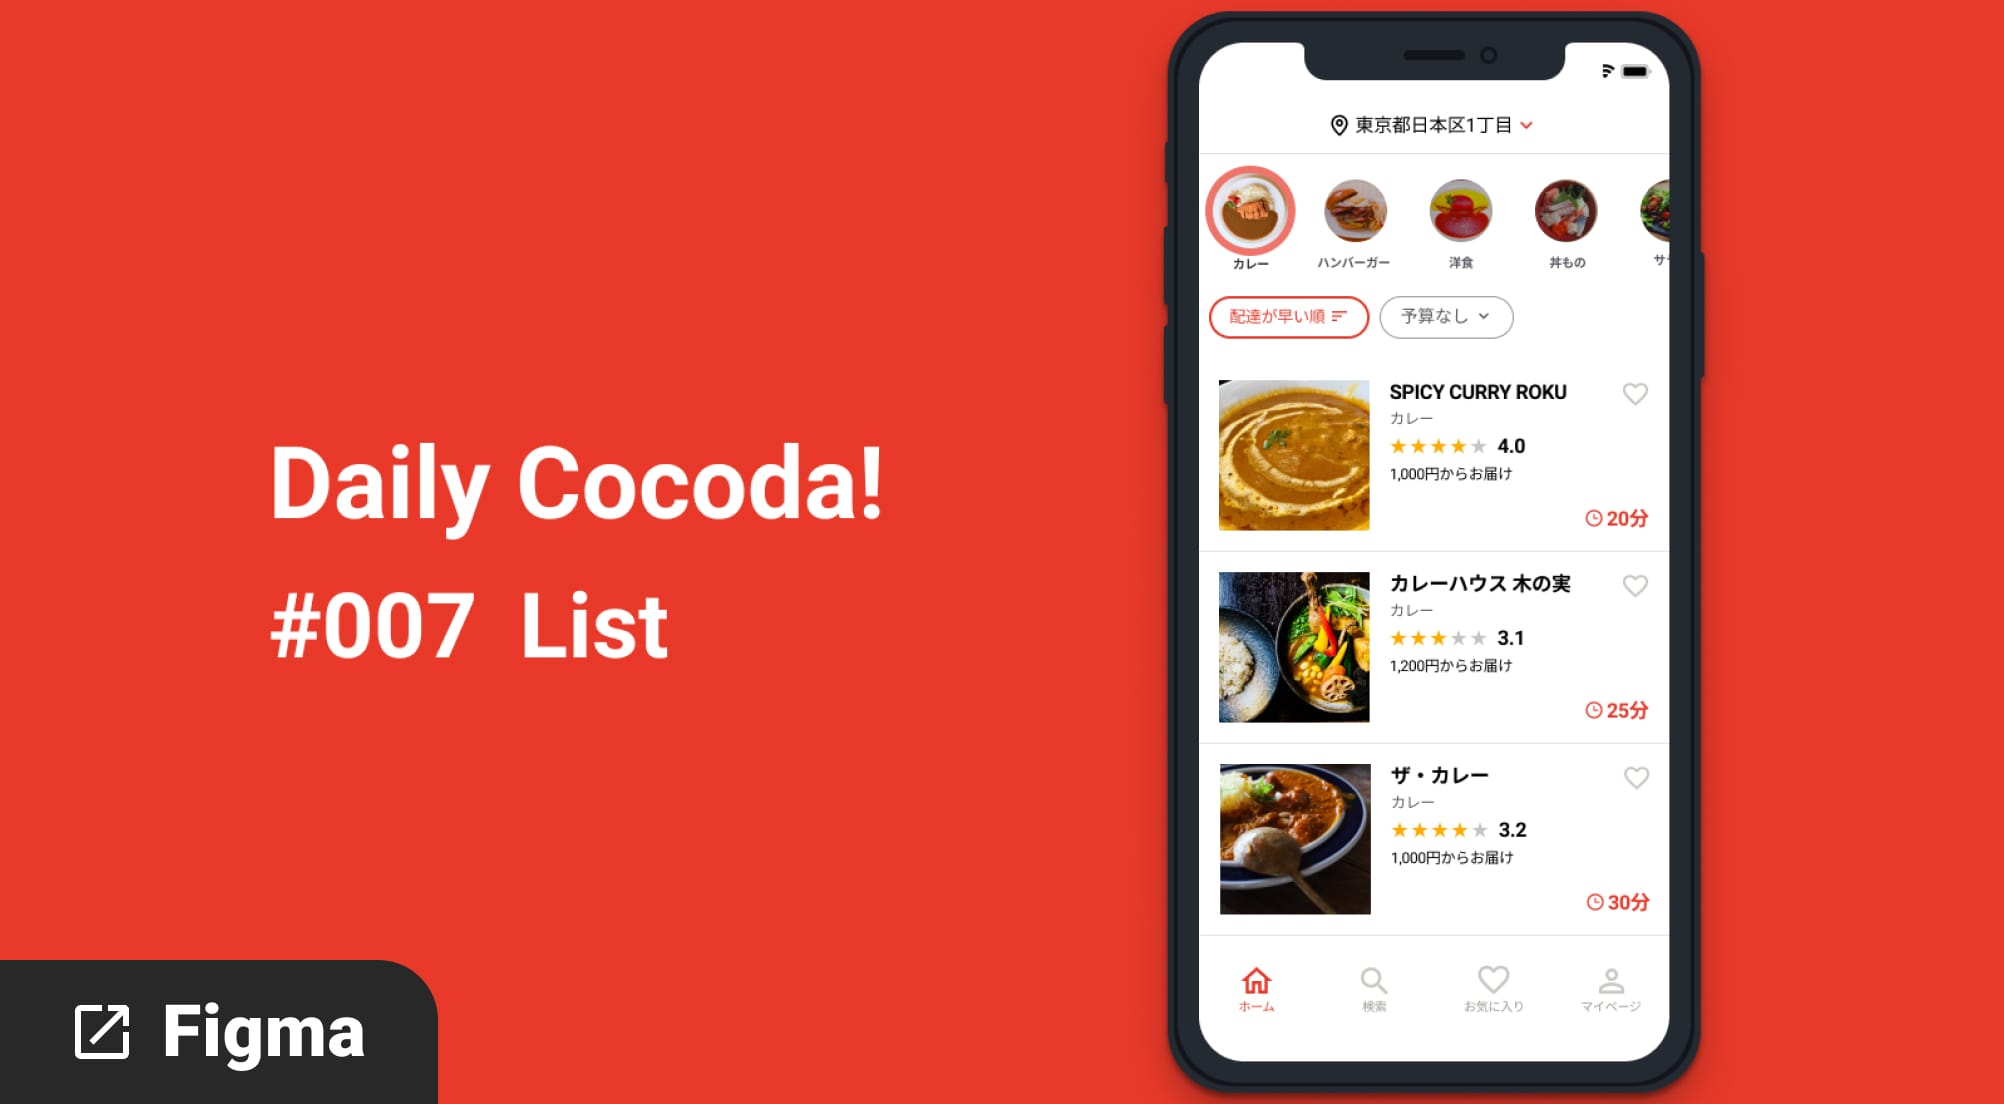 Daily Cocoda!
#007 List
Figma
東京都日本区1丁目
カレー
ハンバーガー
洋食
丼もの
サ
配達が早い順
予算なし
SPICY CURRY ROKU
カレー
4.0
1,000円からお届け
20分
カレーハウス 木の実
カレー
3.1
1,200円からお届け
25分
ザ・カレー
カレー
3.2
1,000円からお届け
30分
ホーム
検索
お気に入り
マイページ